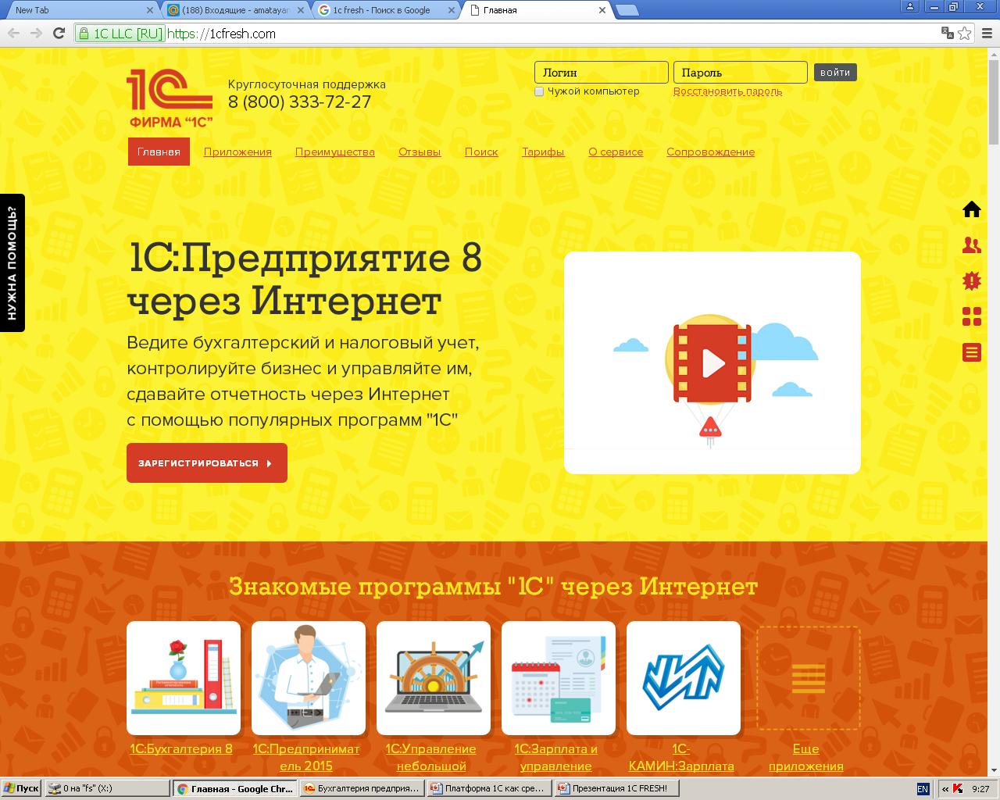 New Tab
(188) Входящие - amatayan
1c fresh - Поиск в Google
Главная
1C LLC [RU]
https://1cfresh.com
1С
ФИРМА "1С"
Круглосуточная поддержка
8 (800) 333-72-27
Логин
Пароль
ВОЙТИ
Чужой компьютер
Восстановить пароль
Главная
Приложения
Преимущества
Отзывы
Поиск
Тарифы
О сервисе
Сопровождение
НУЖНА ПОМОЩЬ?
1С:Предприятие 8
через Интернет
Ведите бухгалтерский и налоговый учет,
контролируйте бизнес и управляйте им,
сдавайте отчетность через Интернет
с помощью популярных программ "1С"
ЗАРЕГИСТРИРОВАТЬСЯ
Знакомые программы "1С" через Интернет
1С:Бухгалтерия 8
1С:Предпринимат
ель 2015
1С:Управление
небольшой
1С:Зарплата и
управление
1С-
КАМИН:Зарплата
Еще
приложения
Пуск
0 на "fs" (X:)
Главная - Google Chr...
Бухгалтерия предприя...
Платформа 1С как сре...
Презентация 1С FRESH!
EN
«
9:27